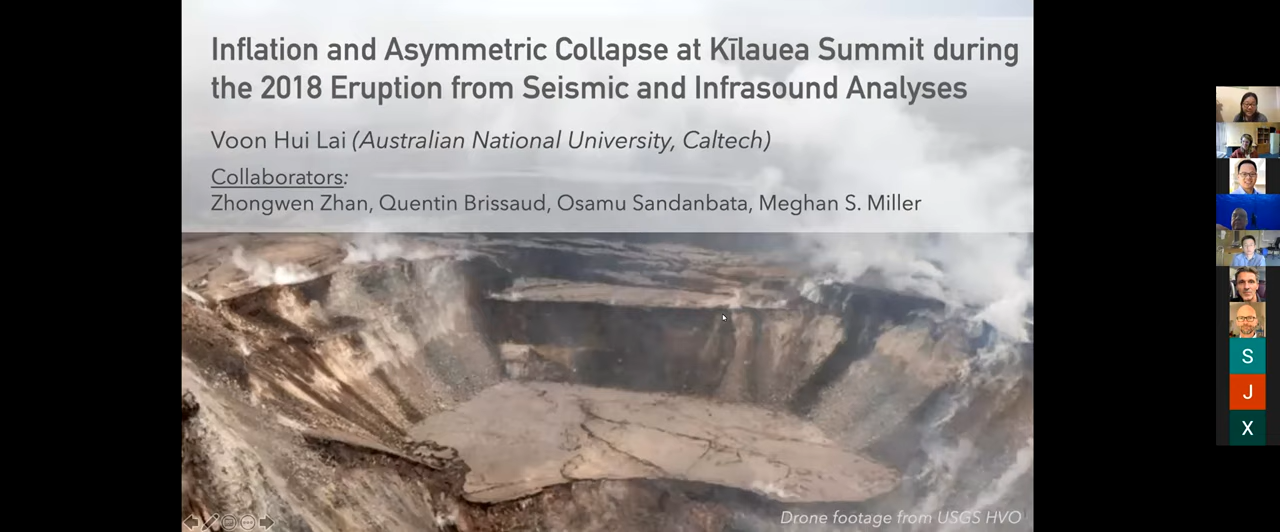 Inflation and Asymmetric Collapse at Kīlauea Summit during
the 2018 Eruption from Seismic and Infrasound Analyses
Voon Hui Lai (Australian National University, Caltech)
Collaborators:
Zhongwen Zhan, Quentin Brissaud, Osamu Sandanbata, Meghan S. Miller
Drone footage from USGS HVO
S
J
X